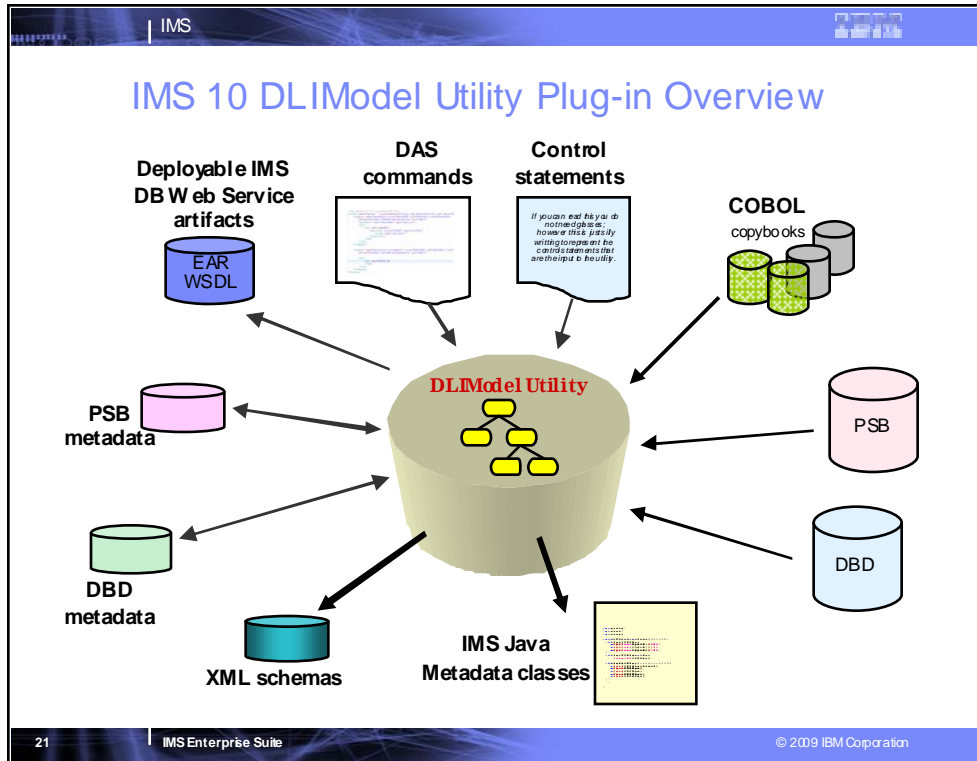 IMS
IBM
IMS 10 DLIModel Utility Plug-in Overview
Deployable IMS
DB Web Service
artifacts
EAR
WSDL
DAS
commands
Control
statements
If you can read this you do
not need glasses;
however this is just silly
writting to represent the
control statements that
are the input to the utility.
COBOL
copybooks
DLIModel Utility
PSB
metadata
PSB
DBD
metadata
DBD
XML schemas
IMS Java
Metadata classes
21
IMS Enterprise Suite
© 2009 IBM Corporation